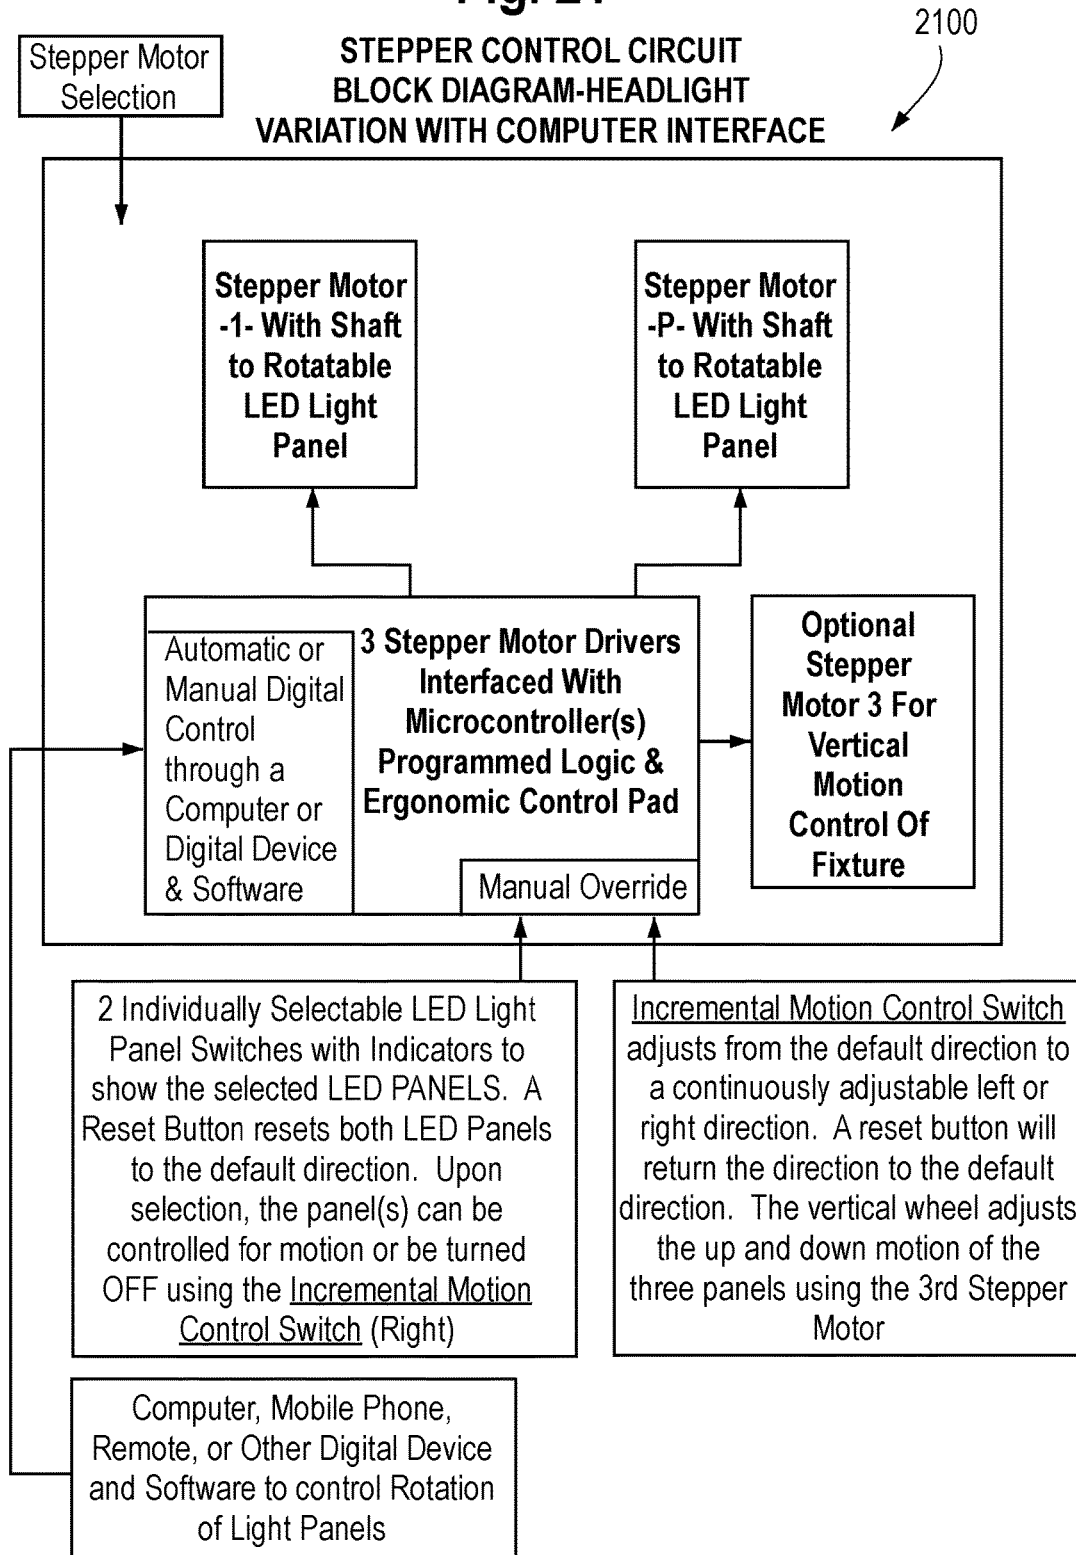 Fig. 21
2100
STEPPER CONTROL CIRCUIT
BLOCK DIAGRAM-HEADLIGHT
VARIATION WITH COMPUTER INTERFACE
Stepper Motor
Selection
Stepper Motor
-1- With Shaft
to Rotatable
LED Light
Panel
Stepper Motor
-P- With Shaft
to Rotatable
LED Light
Panel
Automatic or
Manual Digital
Control
through a
Computer or
Digital Device
& Software
3 Stepper Motor Drivers
Interfaced With
Microcontroller(s)
Programmed Logic &
Ergonomic Control Pad
Manual Override
Optional
Stepper
Motor 3 For
Vertical
Motion
Control Of
Fixture
2 Individually Selectable LED Light
Panel Switches with Indicators to
show the selected LED PANELS. A
Reset Button resets both LED Panels
to the default direction. Upon
selection, the panel(s) can be
controlled for motion or be turned
OFF using the Incremental Motion
Control Switch (Right)
Incremental Motion Control Switch
adjusts from the default direction to
a continuously adjustable left or
right direction. A reset button will
return the direction to the default
direction. The vertical wheel adjusts
the up and down motion of the
three panels using the 3rd Stepper
Motor
Computer, Mobile Phone,
Remote, or Other Digital Device
and Software to control Rotation
of Light Panels